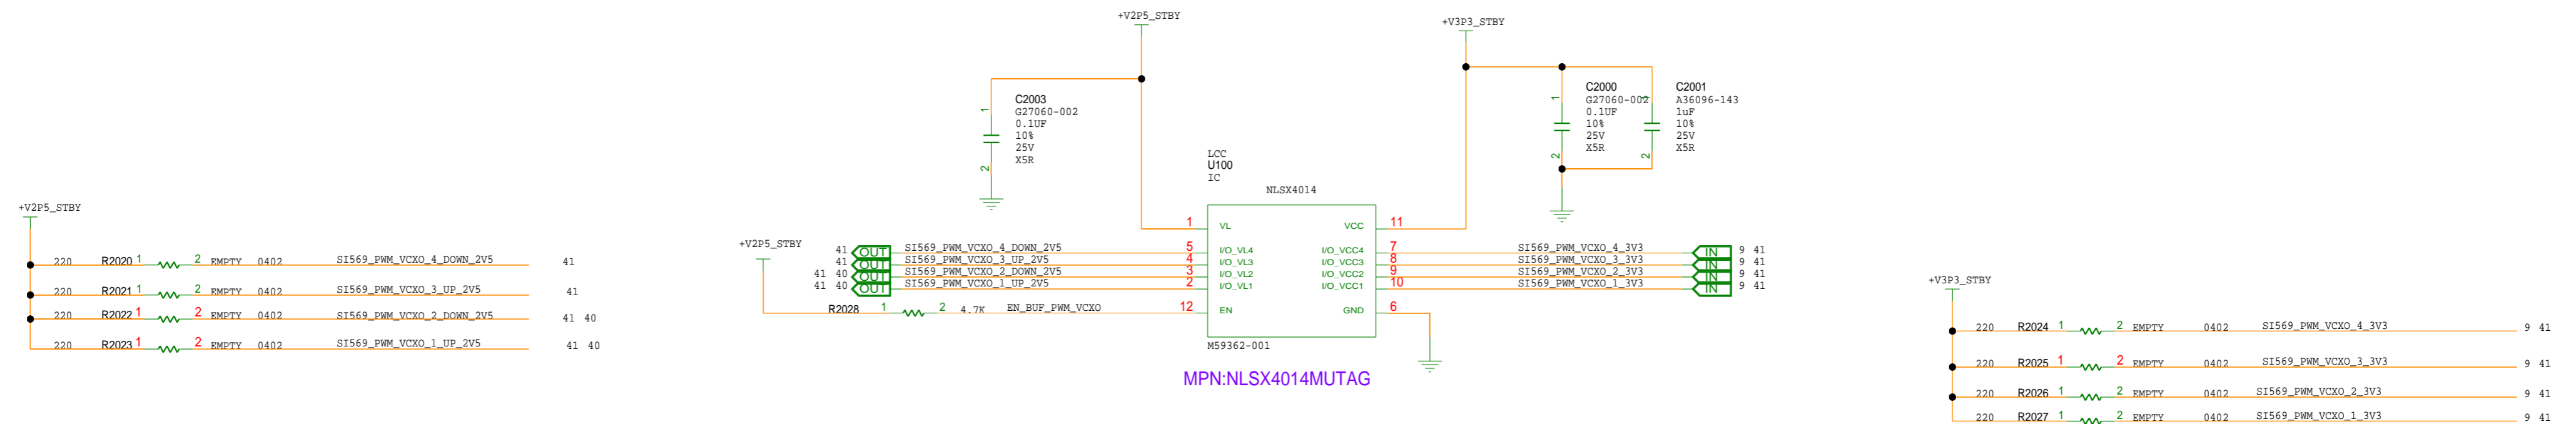 +V2P5_STBY
220 R2020 1 2 EMPTY 0402 SI569_PWM_VCXO_4_DOWN_2V5 41
220 R2021 1 2 EMPTY 0402 SI569_PWM_VCXO_3_UP_2V5 41
220 R2022 1 2 EMPTY 0402 SI569_PWM_VCXO_2_DOWN_2V5 41 40
220 R2023 1 2 EMPTY 0402 SI569_PWM_VCXO_1_UP_2V5 41 40
+V2P5_STBY
+V3P3_STBY
1
C2003
G27060-002
0.1UF
10%
25V
X5R
2
1
C2000
G27060-002
0.1UF
10%
25V
X5R
2
1
C2001
A36096-143
1uF
10%
25V
X5R
2
LCC
U100
IC
NLSX4014
1 VL VCC 11
+V2P5_STBY
41 OUT SI569_PWM_VCXO_4_DOWN_2V5 5 I/O_VL4 I/O_VCC4 7 SI569_PWM_VCXO_4_3V3 IN 9 41
41 OUT SI569_PWM_VCXO_3_UP_2V5 4 I/O_VL3 I/O_VCC3 8 SI569_PWM_VCXO_3_3V3 IN 9 41
41 40 OUT SI569_PWM_VCXO_2_DOWN_2V5 3 I/O_VL2 I/O_VCC2 9 SI569_PWM_VCXO_2_3V3 IN 9 41
41 40 OUT SI569_PWM_VCXO_1_UP_2V5 2 I/O_VL1 I/O_VCC1 10 SI569_PWM_VCXO_1_3V3 IN 9 41
R2028 1 2 4.7K EN_BUF_PWM_VCXO 12 EN GND 6
M59362-001
MPN:NLSX4014MUTAG
+V3P3_STBY
220 R2024 1 2 EMPTY 0402 SI569_PWM_VCXO_4_3V3 9 41
220 R2025 1 2 EMPTY 0402 SI569_PWM_VCXO_3_3V3 9 41
220 R2026 1 2 EMPTY 0402 SI569_PWM_VCXO_2_3V3 9 41
220 R2027 1 2 EMPTY 0402 SI569_PWM_VCXO_1_3V3 9 41